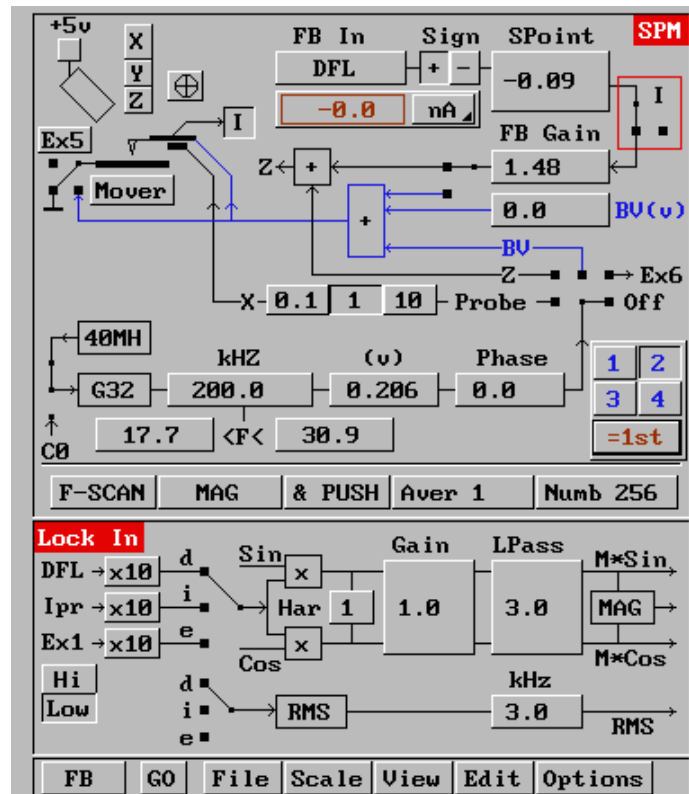 +5v X FB In Sign SPoint SPM
Y DFL + - -0.09
Z -0.0 nA I
I
Ex5 FB Gain
Z + 1.48
Mover + 0.0 BV(v)
BV
Z Ex6
X 0.1 1 10 Probe Off
40MH
kHZ (v) Phase 1 2
G32 200.0 0.206 0.0 3 4
17.7 <F< 30.9 =1st
C0
F-SCAN MAG & PUSH Aver 1 Numb 256
Lock In
Sin Gain LPass M*Sin
DFL x10 d x
Ipr x10 i Har 1 1.0 3.0 MAG
Ex1 x10 e x
Cos M*Cos
Hi
Low
d kHz
i RMS 3.0 RMS
e
FB GO File Scale View Edit Options